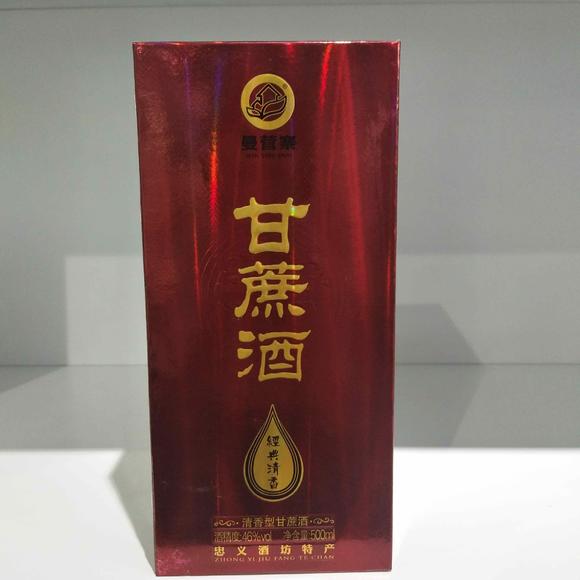 曼营寨
甘蔗酒
經典清香
清香型甘蔗酒
酒精度:46%vol 净含量:500ml
忠义酒坊特产
ZHONG YI JIU FANG TE CHAN